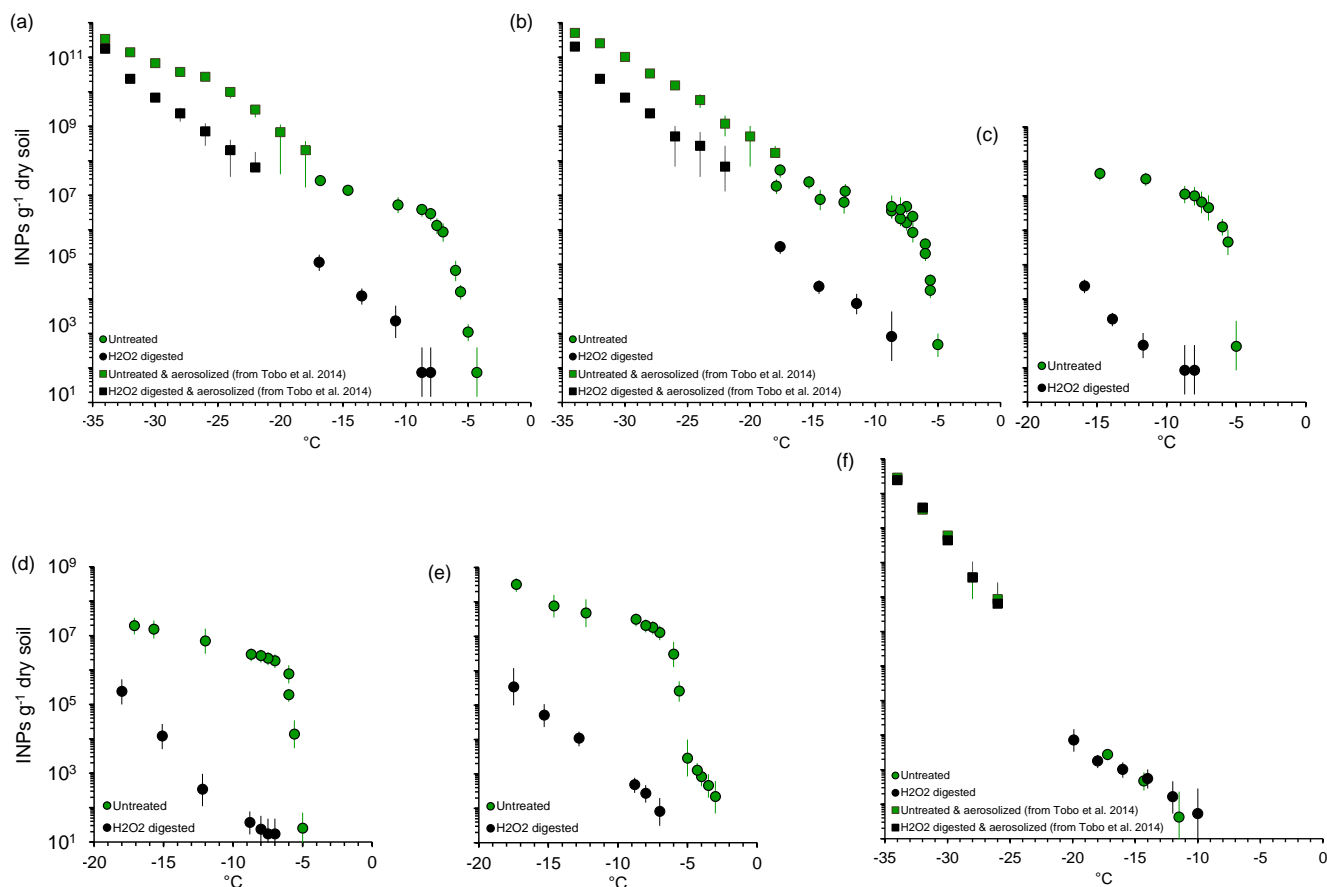 (a)
INPs g⁻¹ dry soil
10¹¹
10⁹
10⁷
10⁵
10³
10¹
Untreated
H2O2 digested
Untreated & aerosolized (from Tobo et al. 2014)
H2O2 digested & aerosolized (from Tobo et al. 2014)
-35 -30 -25 -20 -15 -10 -5 0
°C
(b)
Untreated
H2O2 digested
Untreated & aerosolized (from Tobo et al. 2014)
H2O2 digested & aerosolized (from Tobo et al. 2014)
-35 -30 -25 -20 -15 -10 -5 0
°C
(c)
Untreated
H2O2 digested
-20 -15 -10 -5 0
°C
(d)
INPs g⁻¹ dry soil
10⁹
10⁷
10⁵
10³
10¹
Untreated
H2O2 digested
-20 -15 -10 -5 0
°C
(e)
Untreated
H2O2 digested
-20 -15 -10 -5 0
°C
(f)
Untreated
H2O2 digested
Untreated & aerosolized (from Tobo et al. 2014)
H2O2 digested & aerosolized (from Tobo et al. 2014)
-35 -30 -25 -20 -15 -10 -5 0
°C